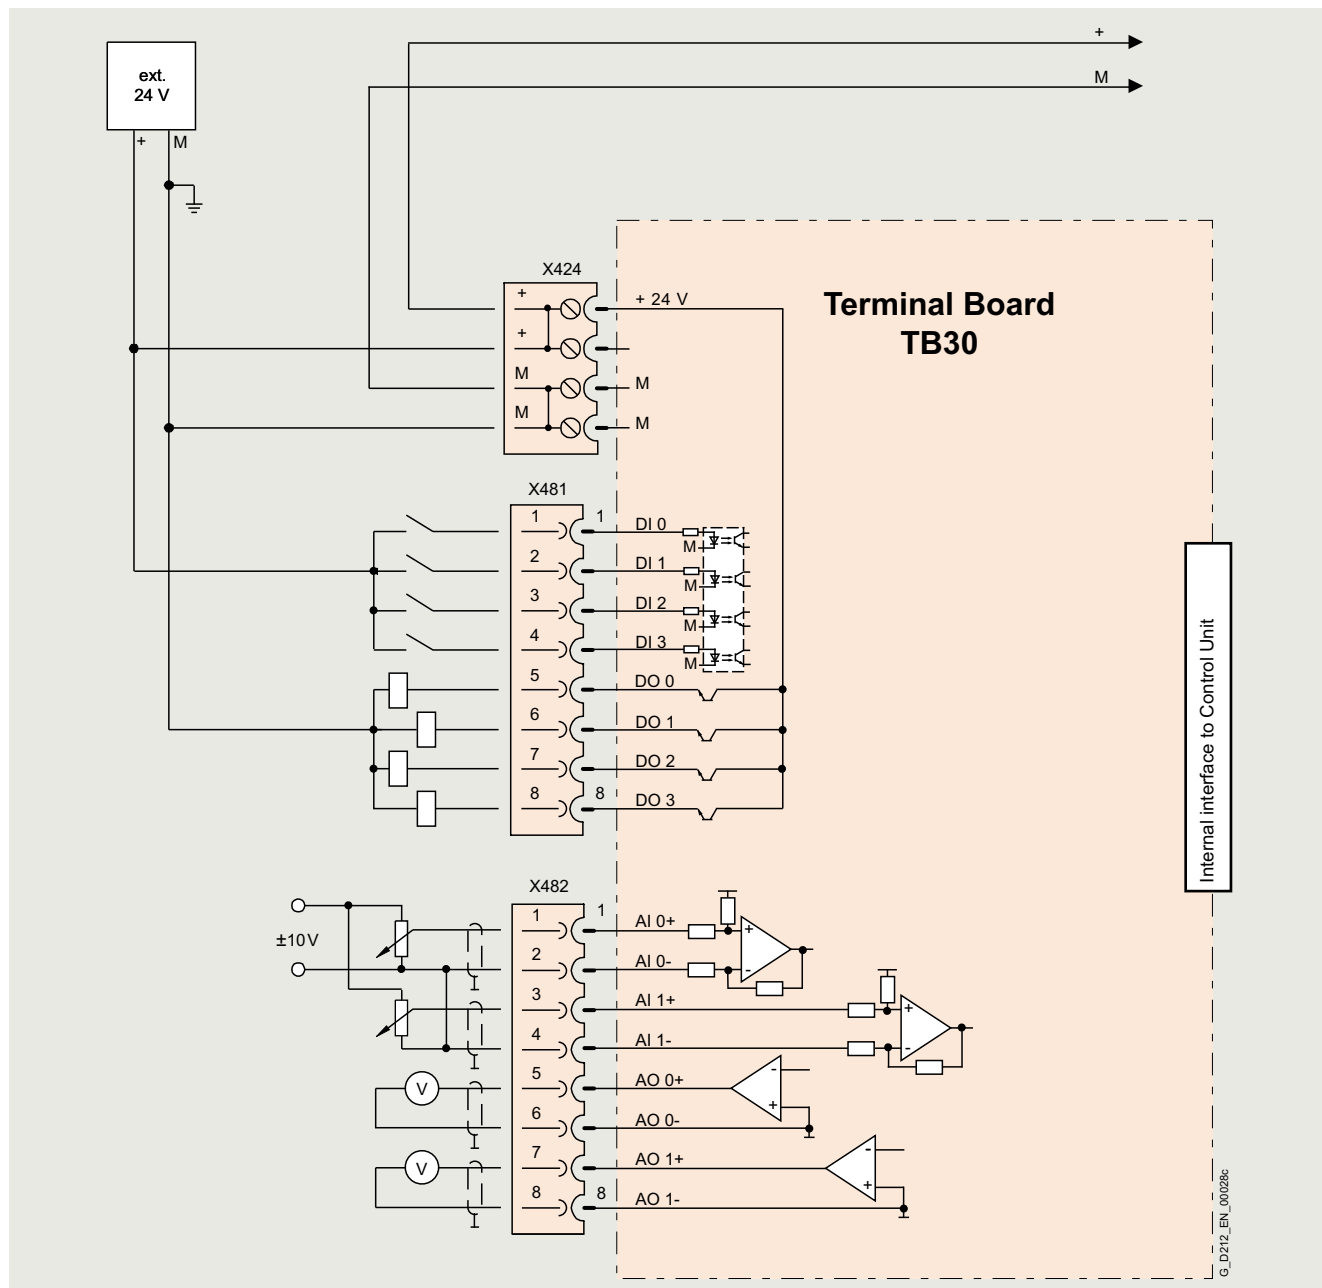 +
M
ext.
24 V
+ M
X424
+ + 24 V
+
M M
M M
Terminal Board
TB30
X481
1 1 DI 0
M
2 DI 1
M
3 DI 2
M
4 DI 3
M
5 DO 0
6 DO 1
7 DO 2
8 8 DO 3
Internal interface to Control Unit
X482
±10 V
1 1 AI 0+ +
2 AI 0- -
3 AI 1+ +
4 AI 1- -
V 5 AO 0+ -
6 AO 0- +
V 7 AO 1+ -
8 8 AO 1- +
G_D212_EN_00028c